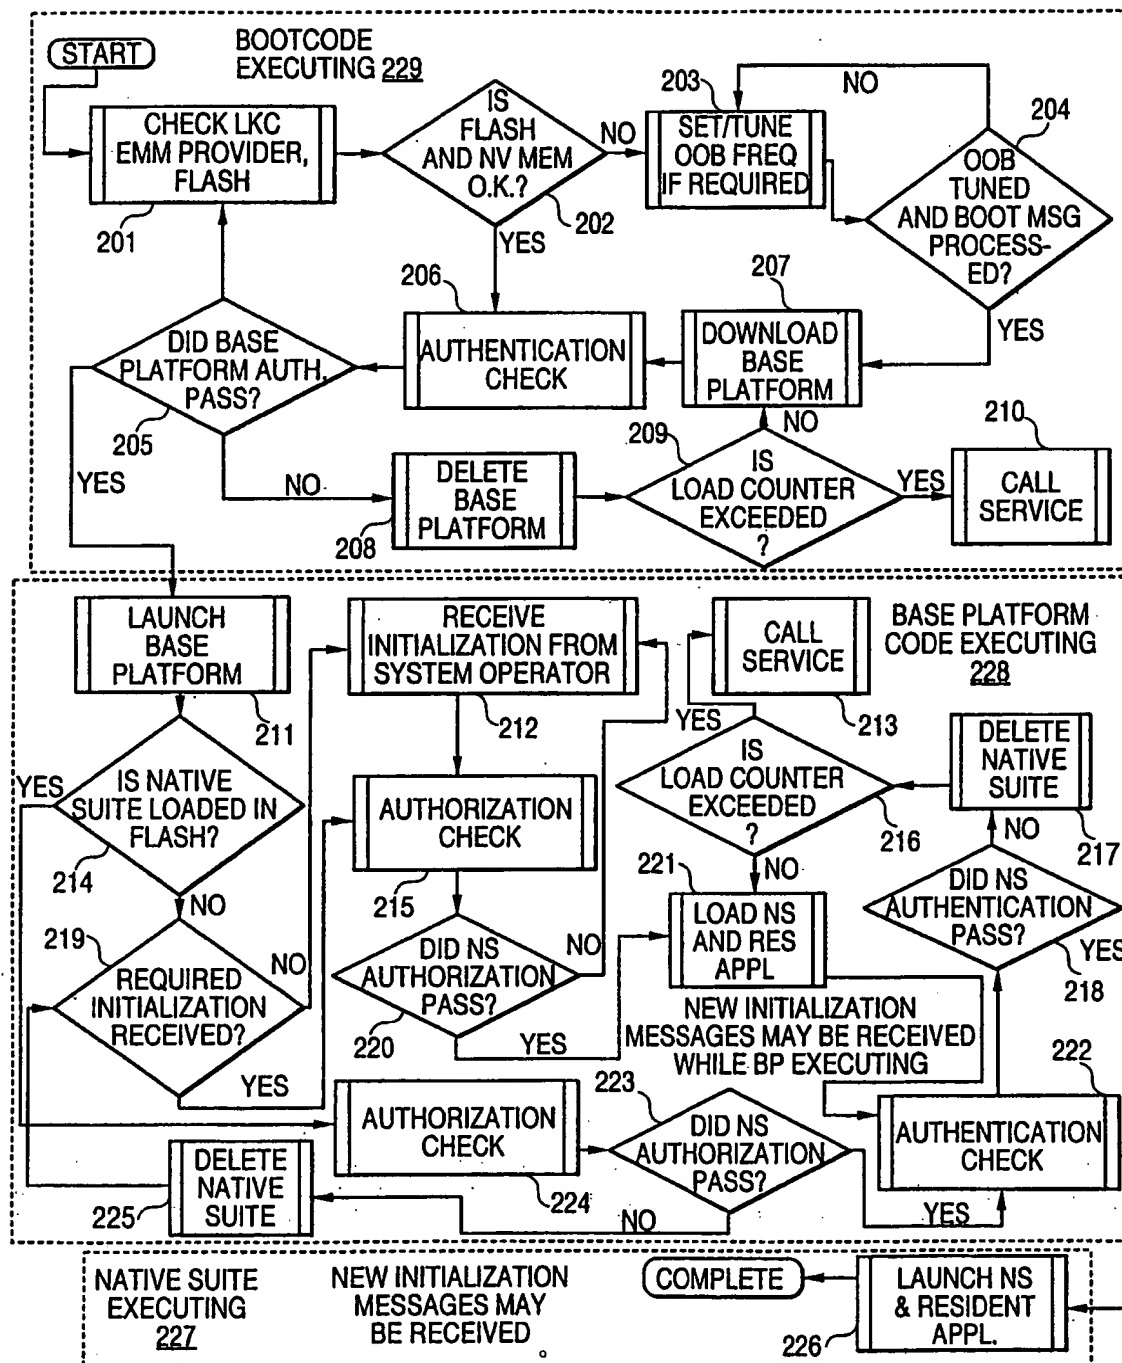 START
BOOTCODE
EXECUTING 229
CHECK LKC
EMM PROVIDER,
FLASH
201
IS
FLASH
AND NV MEM
O.K.?
202
NO
YES
203
SET/TUNE
OOB FREQ
IF REQUIRED
NO
204
OOB
TUNED
AND BOOT MSG
PROCESS-
ED?
YES
206
AUTHENTICATION
CHECK
207
DOWNLOAD
BASE
PLATFORM
DID BASE
PLATFORM AUTH.
PASS?
205
YES
NO
DELETE
BASE
PLATFORM
208
209
NO
IS
LOAD COUNTER
EXCEEDED
?
YES
210
CALL
SERVICE
LAUNCH
BASE
PLATFORM
211
RECEIVE
INITIALIZATION FROM
SYSTEM OPERATOR
212
CALL
SERVICE
213
BASE PLATFORM
CODE EXECUTING
228
YES
IS NATIVE
SUITE LOADED IN
FLASH?
214
NO
AUTHORIZATION
CHECK
215
YES
IS
LOAD COUNTER
EXCEEDED
?
216
NO
DELETE
NATIVE
SUITE
217
NO
219
REQUIRED
INITIALIZATION
RECEIVED?
NO
YES
DID NS
AUTHORIZATION
PASS?
220
NO
YES
221
LOAD NS
AND RES
APPL
DID NS
AUTHENTICATION
PASS?
YES
218
NEW INITIALIZATION
MESSAGES MAY BE RECEIVED
WHILE BP EXECUTING
222
AUTHENTICATION
CHECK
AUTHORIZATION
CHECK
224
223
DID NS
AUTHORIZATION
PASS?
YES
NO
DELETE
NATIVE
SUITE
225
NATIVE SUITE
EXECUTING
227
NEW INITIALIZATION
MESSAGES MAY
BE RECEIVED
COMPLETE
LAUNCH NS
& RESIDENT
APPL.
226